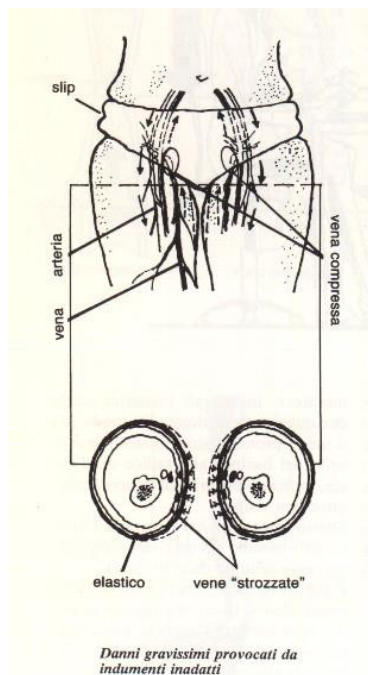 slip
arteria
vena
vena compressa
elastico
vene "strozzate"
Danni gravissimi provocati da
indumenti inadatti